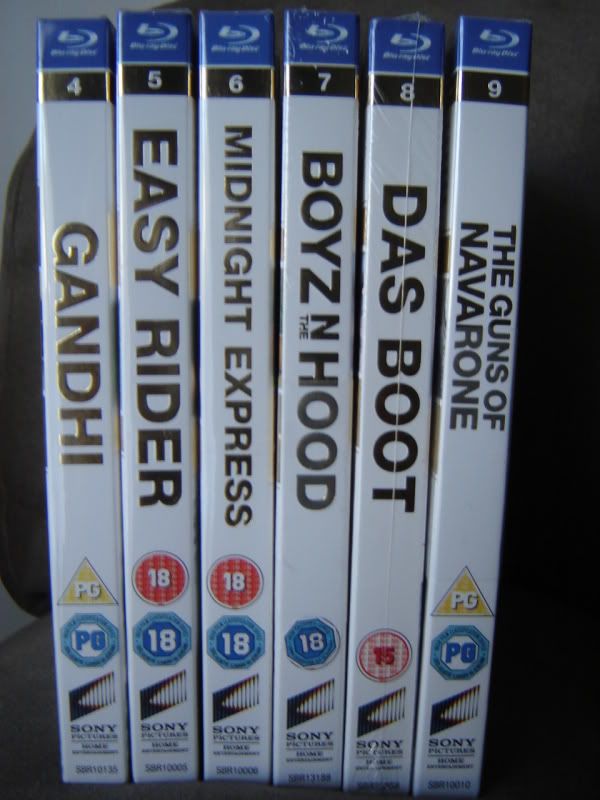 Blu-ray Disc
4
GANDHI
PG
PG
SONY
PICTURES
HOME
ENTERTAINMENT
SBR10135
Blu-ray Disc
5
EASY RIDER
18
18
SONY
PICTURES
HOME
ENTERTAINMENT
SBR10005
Blu-ray Disc
6
MIDNIGHT EXPRESS
18
18
SONY
PICTURES
HOME
ENTERTAINMENT
SBR10006
Blu-ray Disc
7
BOYZ N THE HOOD
18
SONY
PICTURES
HOME
ENTERTAINMENT
SBR13188
Blu-ray Disc
8
DAS BOOT
15
SONY
PICTURES
HOME
ENTERTAINMENT
Blu-ray Disc
9
THE GUNS OF
NAVARONE
PG
PG
SONY
PICTURES
HOME
ENTERTAINMENT
SBR10010